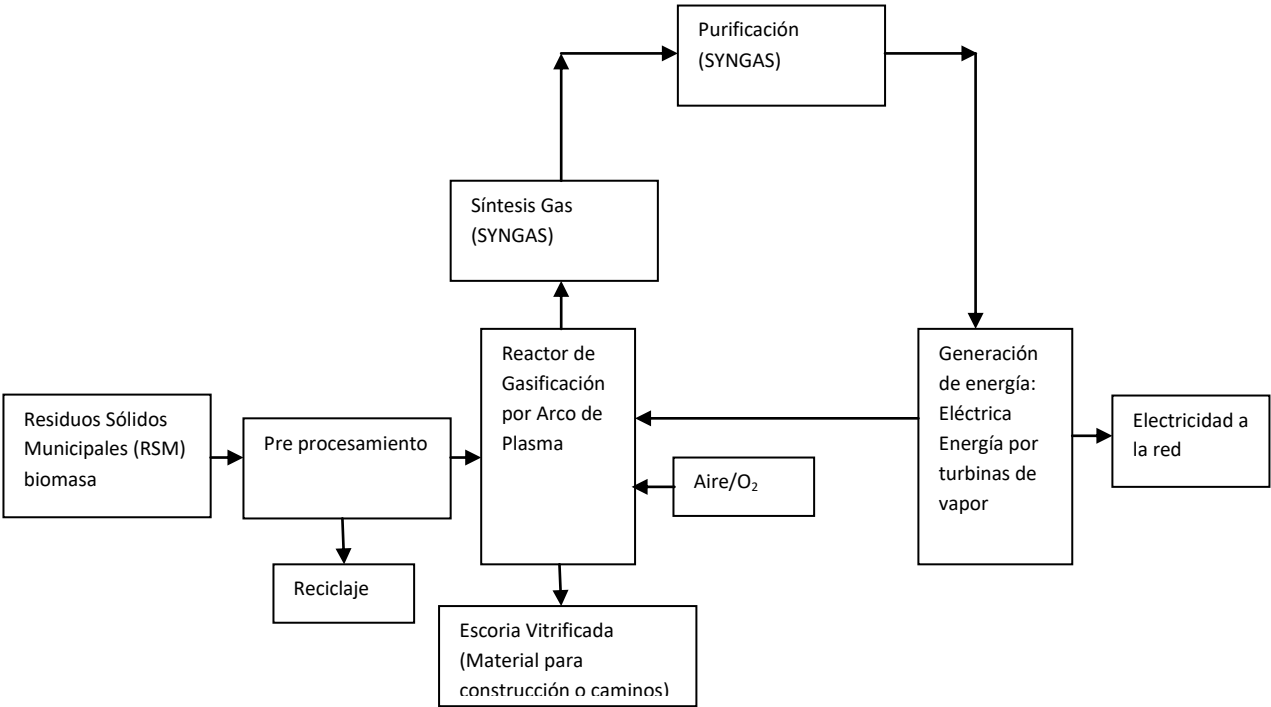 Purificación
(SYNGAS)
Síntesis Gas
(SYNGAS)
Reactor de
Gasificación
por Arco de
Plasma
Generación
de energía:
Eléctrica
Energía por
turbinas de
vapor
Residuos Sólidos
Municipales (RSM)
biomasa
Pre procesamiento
Electricidad a
la red
Aire/O₂
Reciclaje
Escoria Vitrificada
(Material para
construcción o caminos)